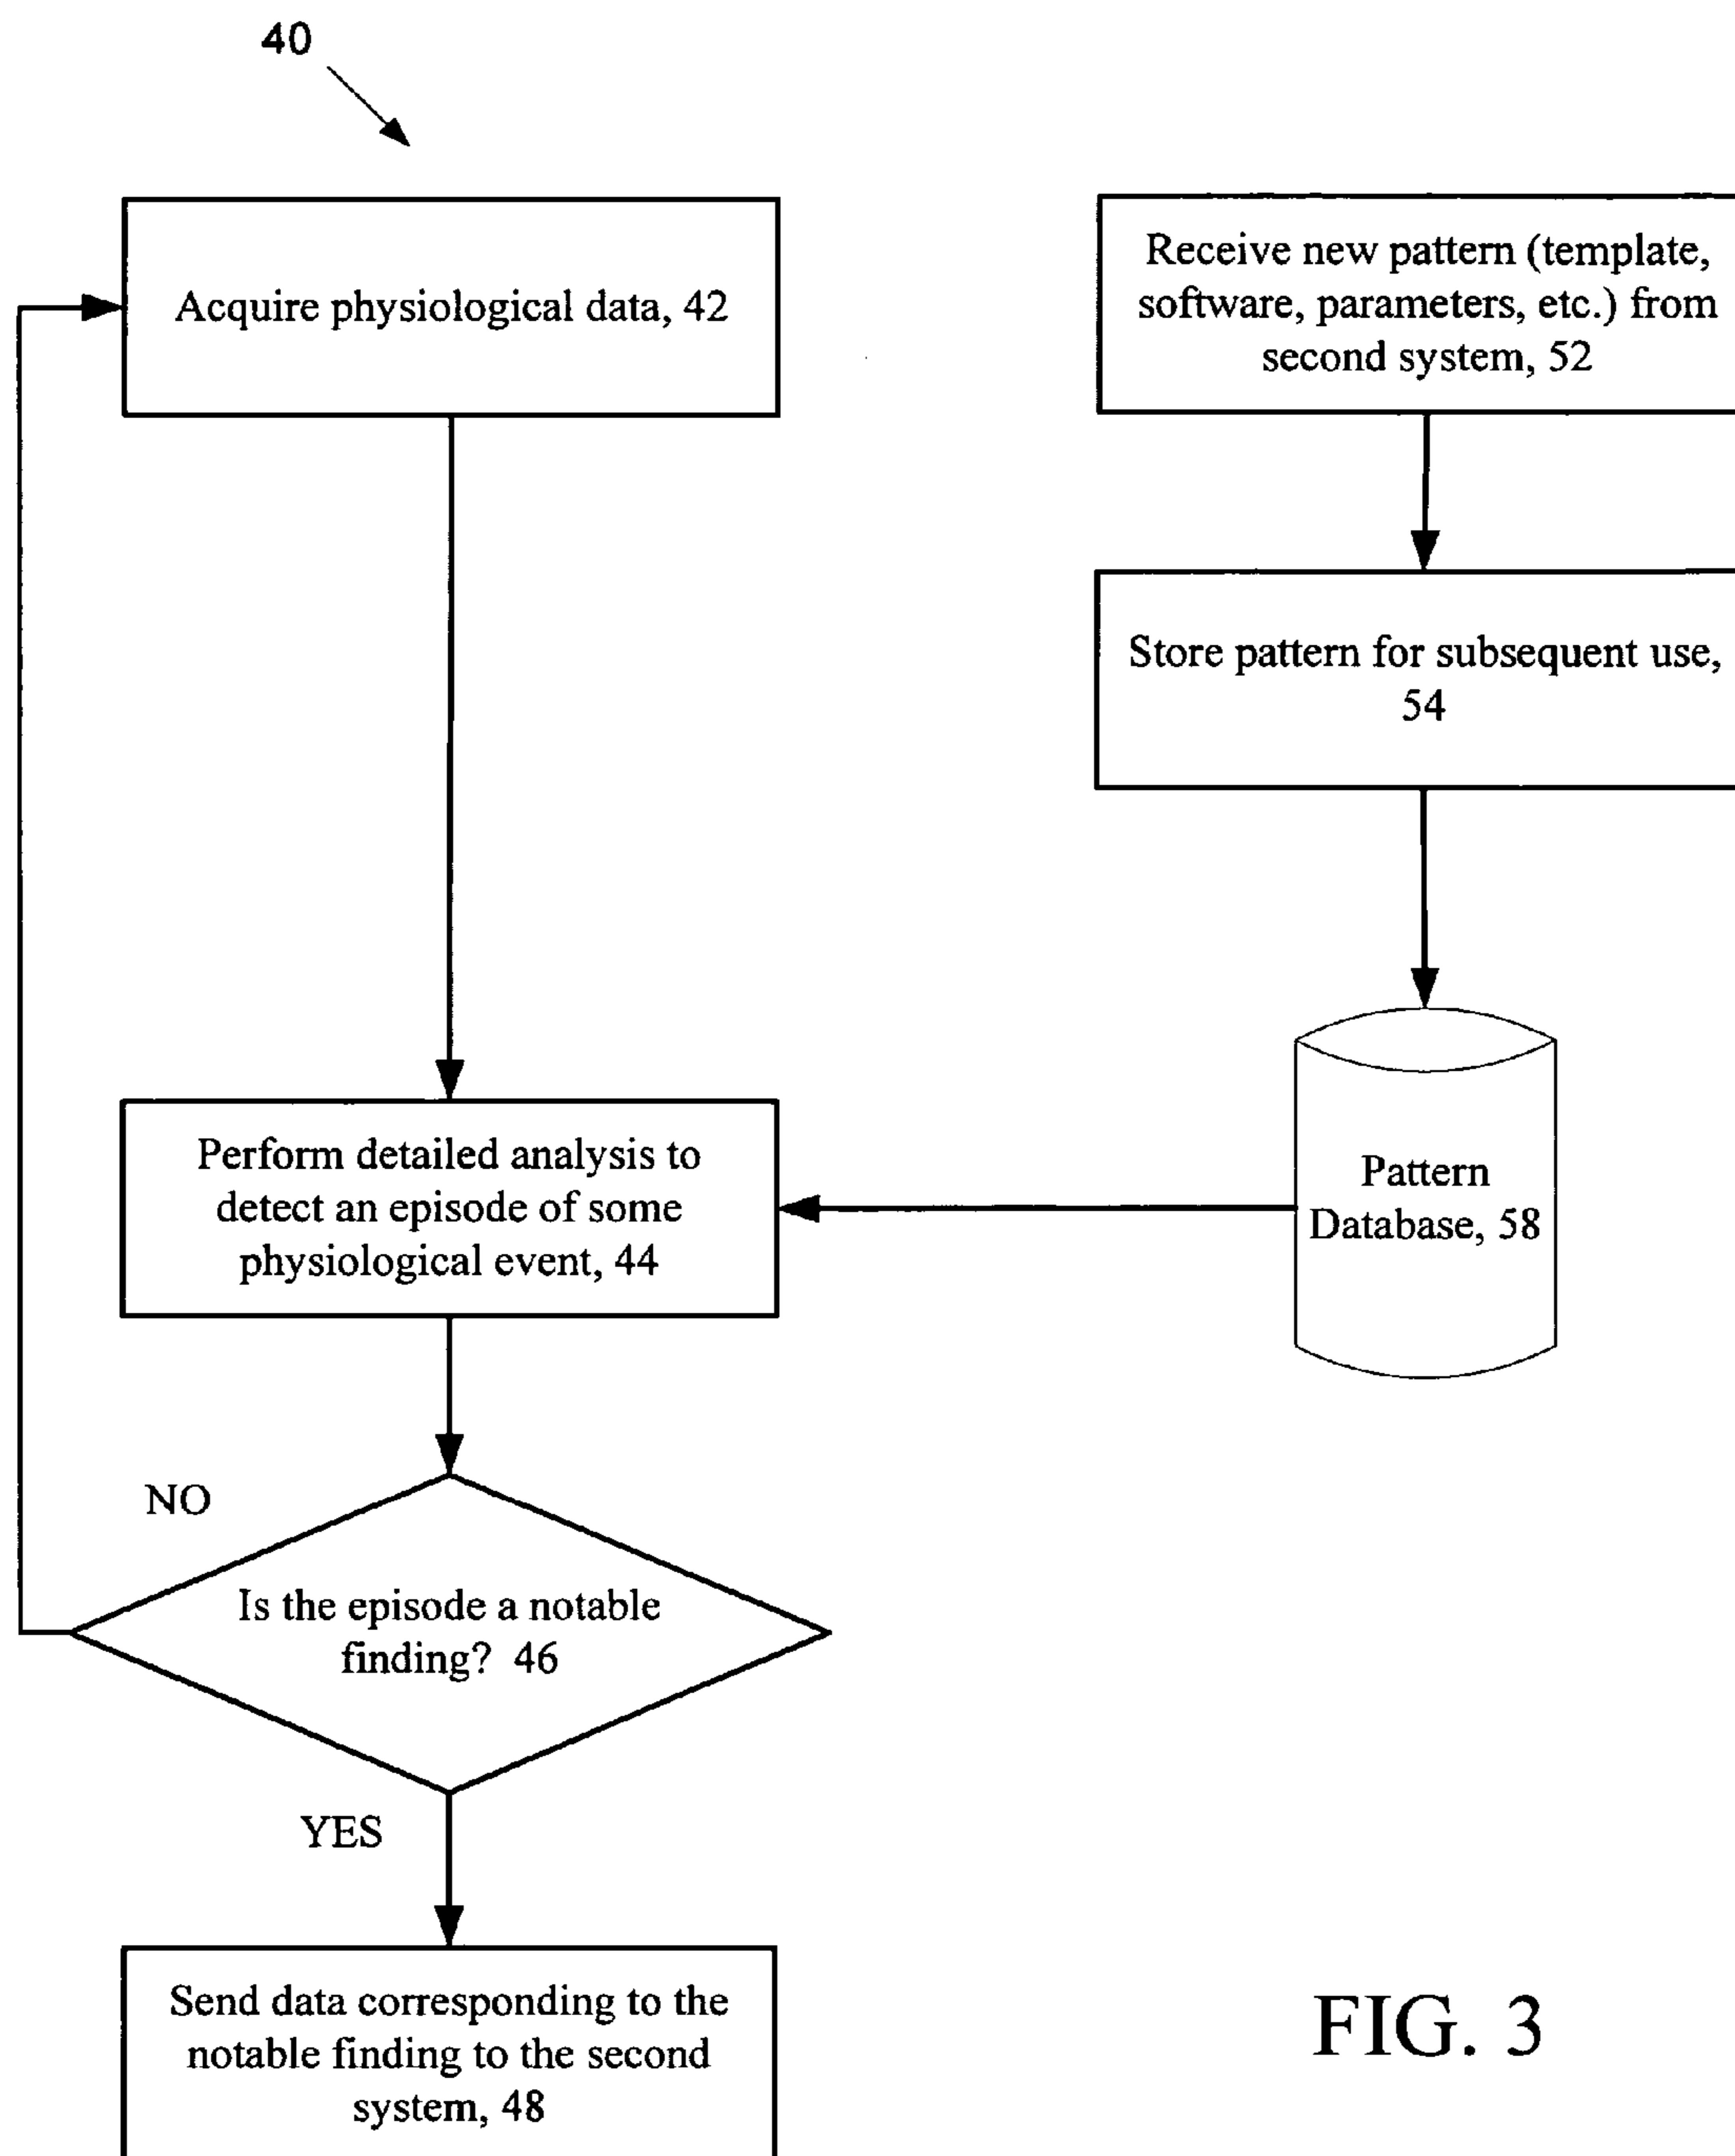 40
Acquire physiological data, 42
Receive new pattern (template,
software, parameters, etc.) from
second system, 52
Store pattern for subsequent use,
54
Perform detailed analysis to
detect an episode of some
physiological event, 44
Pattern
Database, 58
NO
Is the episode a notable
finding? 46
YES
Send data corresponding to the
notable finding to the second
system, 48
FIG. 3